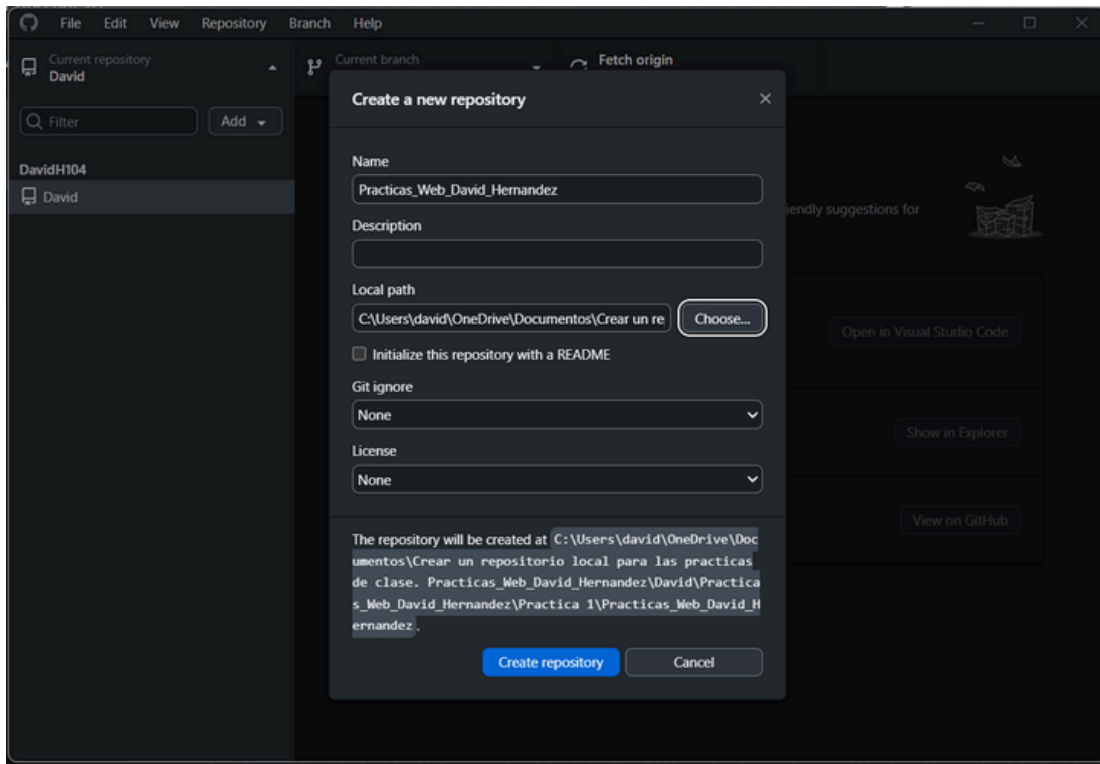 File Edit View Repository Branch Help
Current repository
David
Current branch
Fetch origin
Filter
Add
DavidH104
David
Create a new repository
Name
Practicas_Web_David_Hernandez
Description
Local path
C:\Users\david\OneDrive\Documentos\Crear un re
Choose...
Initialize this repository with a README
Git ignore
None
License
None
The repository will be created at C:\Users\david\OneDrive\Doc
umentos\Crear un repositorio local para las practicas
de clase. Practicas_Web_David_Hernandez\David\Practica
s_Web_David_Hernandez\Practica 1\Practicas_Web_David_H
ernandez.
Create repository
Cancel
iendly suggestions for
Open in Visual Studio Code
Show in Explorer
View on GitHub